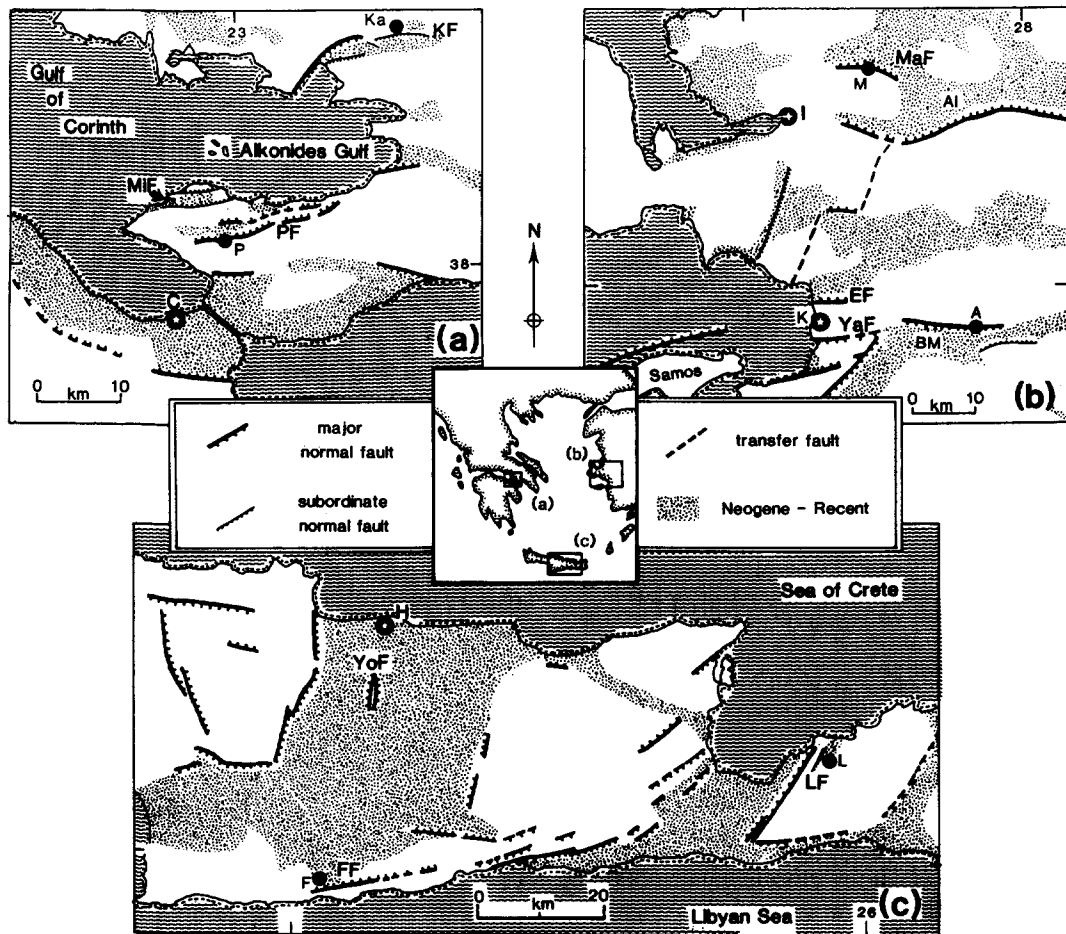 23
Ka
KF
Gulf
of
Corinth
Alkonides Gulf
MiF
P
PF
C
38
(a)
0 10
km
N
28
MaF
M
Al
I
EF
K
YaF
A
BM
Samos
0 10
km
(b)
major
normal fault
subordinate
normal fault
(b)
(a)
(c)
transfer fault
Neogene - Recent
Sea of Crete
H
YoF
L
LF
F
FF
0 20
km
Libyan Sea
26
(c)